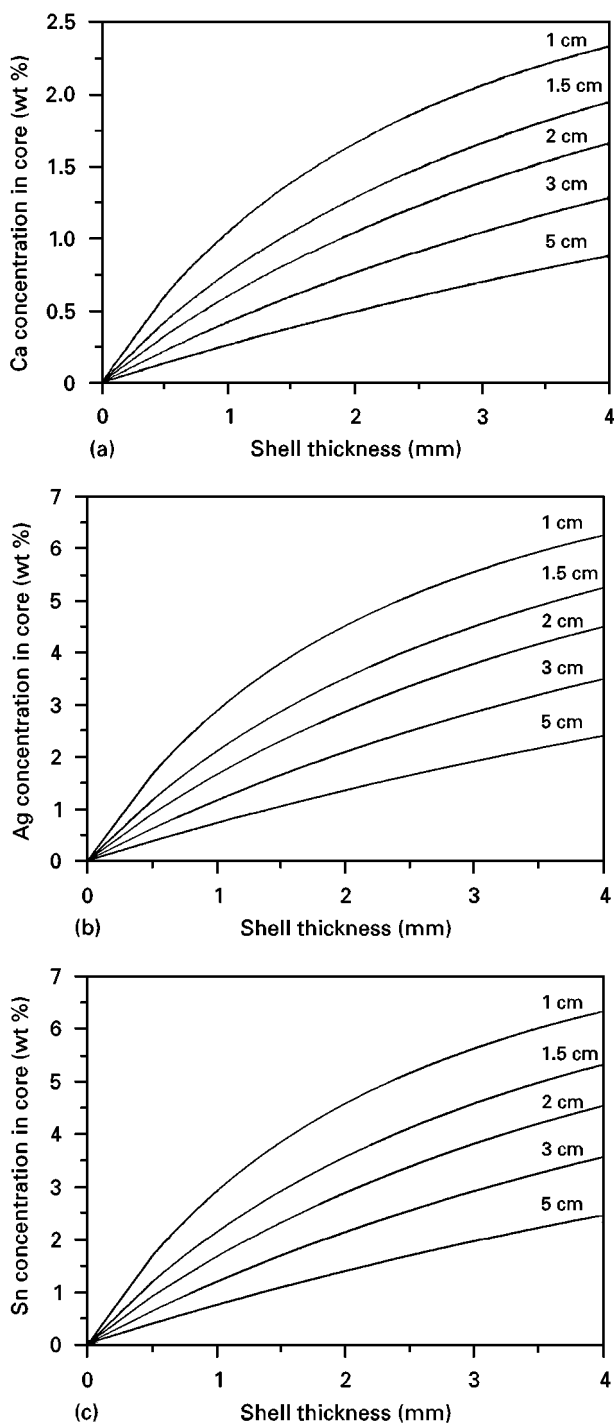 2.5
2.0
1.5
1.0
0.5
0
Ca concentration in core (wt %)
1 cm
1.5 cm
2 cm
3 cm
5 cm
0 1 2 3 4
(a) Shell thickness (mm)
7
6
5
4
3
2
1
0
Ag concentration in core (wt %)
1 cm
1.5 cm
2 cm
3 cm
5 cm
0 1 2 3 4
(b) Shell thickness (mm)
7
6
5
4
3
2
1
0
Sn concentration in core (wt %)
1 cm
1.5 cm
2 cm
3 cm
5 cm
0 1 2 3 4
(c) Shell thickness (mm)